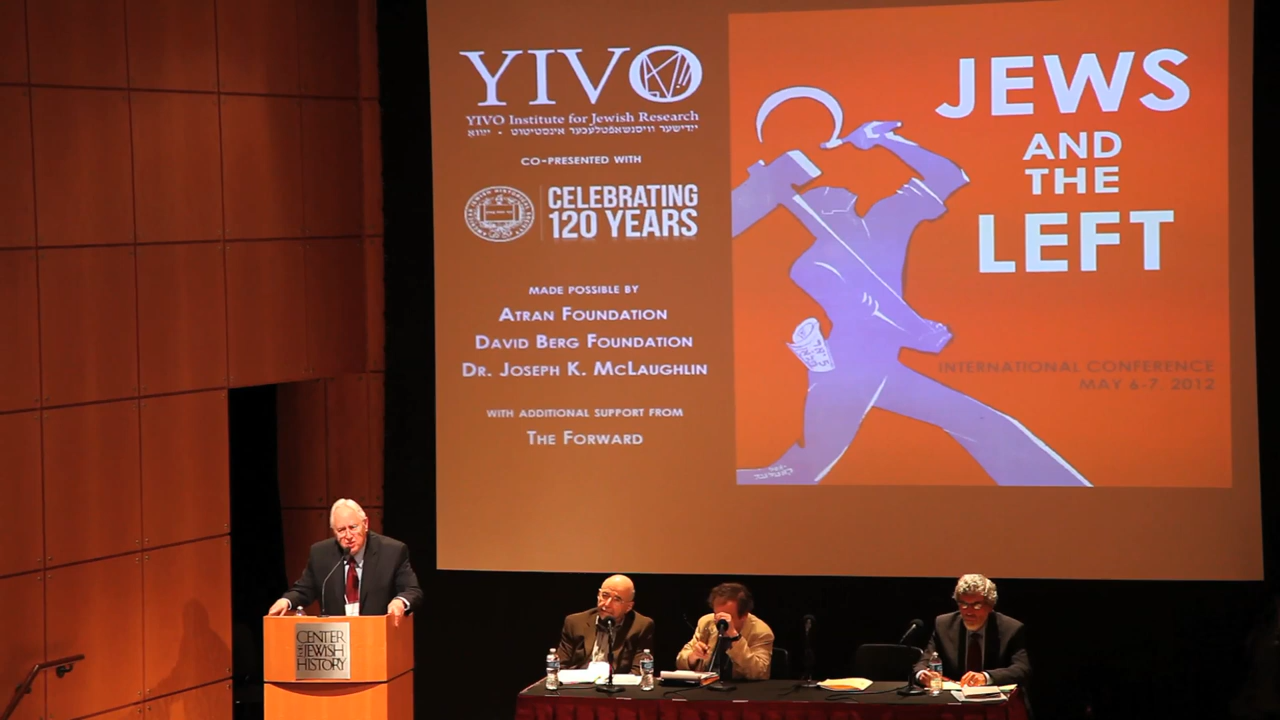 YIVO
YIVO Institute for Jewish Research
ייִדישער וויסנשאַפֿטלעכער אינסטיטוט • ייִוואָ
CO-PRESENTED WITH
CELEBRATING
120 YEARS
MADE POSSIBLE BY
ATRAN FOUNDATION
DAVID BERG FOUNDATION
DR. JOSEPH K. MCLAUGHLIN
WITH ADDITIONAL SUPPORT FROM
THE FORWARD
JEWS
AND
THE
LEFT
INTERNATIONAL CONFERENCE
MAY 6-7, 2012
CENTER
FOR JEWISH
HISTORY